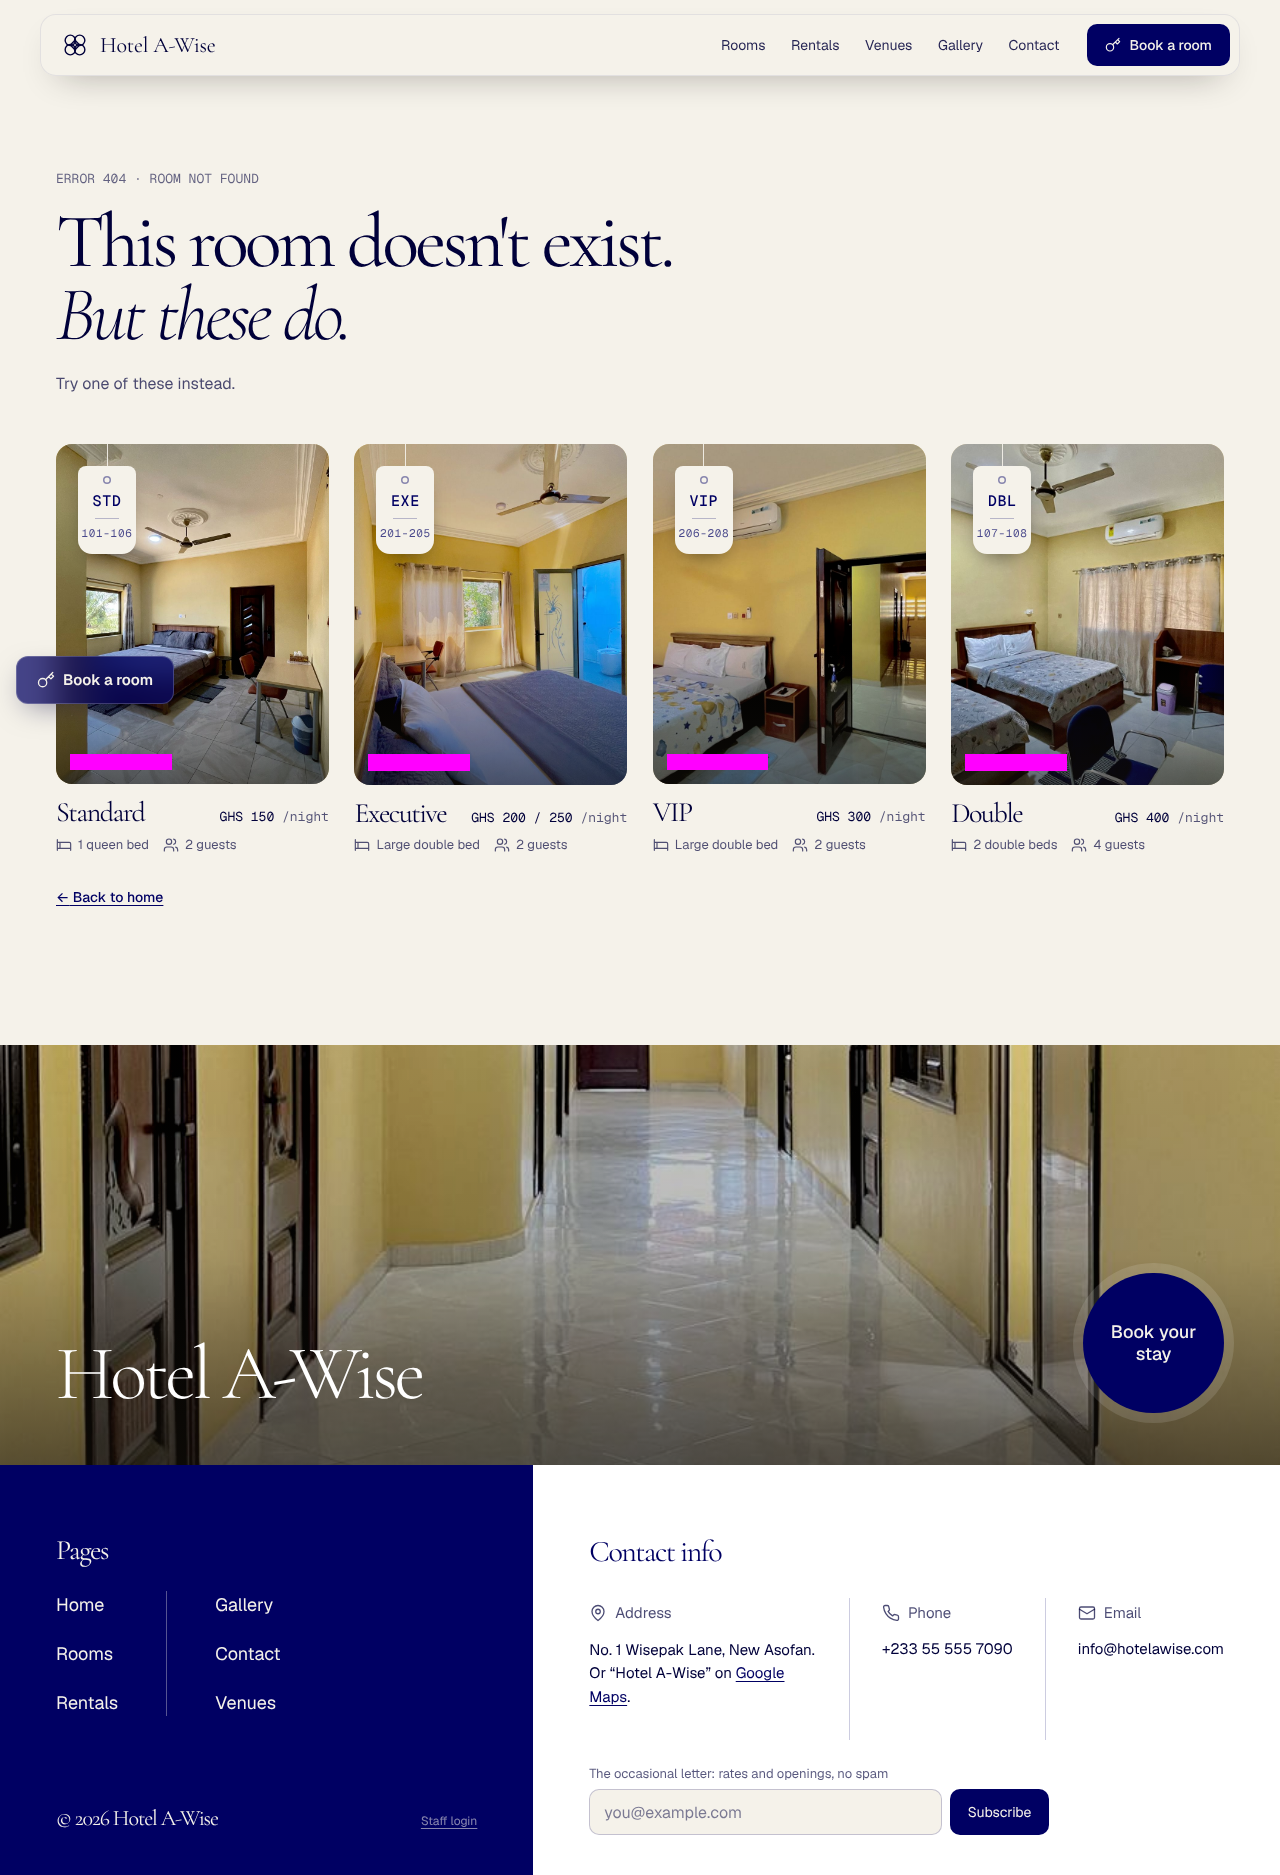 Hotel A-Wise
Rooms Rentals Venues Gallery Contact Book a room
ERROR 404 · ROOM NOT FOUND
This room doesn't exist.
But these do.
Try one of these instead.
STD
101-106
EXE
201-205
VIP
206-208
DBL
107-108
Book a room
Standard GHS 150 /night
1 queen bed 2 guests
Executive GHS 200 / 250 /night
Large double bed 2 guests
VIP GHS 300 /night
Large double bed 2 guests
Double GHS 400 /night
2 double beds 4 guests
← Back to home
Hotel A-Wise
Book your
stay
Pages
Home
Rooms
Rentals
Gallery
Contact
Venues
© 2026 Hotel A-Wise
Staff login
Contact info
Address
No. 1 Wisepak Lane, New Asofan.
Or “Hotel A-Wise” on Google
Maps.
Phone
+233 55 555 7090
Email
info@hotelawise.com
The occasional letter: rates and openings, no spam
you@example.com
Subscribe